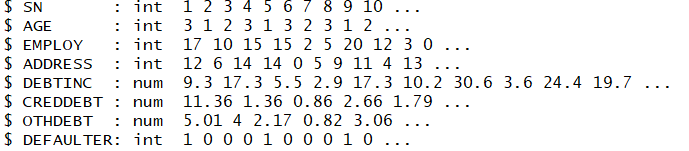 $ SN       : int  1 2 3 4 5 6 7 8 9 10 ...
$ AGE      : int  3 1 2 3 1 3 2 3 1 2 ...
$ EMPLOY   : int  17 10 15 15 2 5 20 12 3 0 ...
$ ADDRESS  : int  12 6 14 14 0 5 9 11 4 13 ...
$ DEBTINC  : num  9.3 17.3 5.5 2.9 17.3 10.2 30.6 3.6 24.4 19.7 ...
$ CREDDEBT : num  11.36 1.36 0.86 2.66 1.79 ...
$ OTHDEBT  : num  5.01 4 2.17 0.82 3.06 ...
$ DEFAULTER: int  1 0 0 0 1 0 0 0 1 0 ...